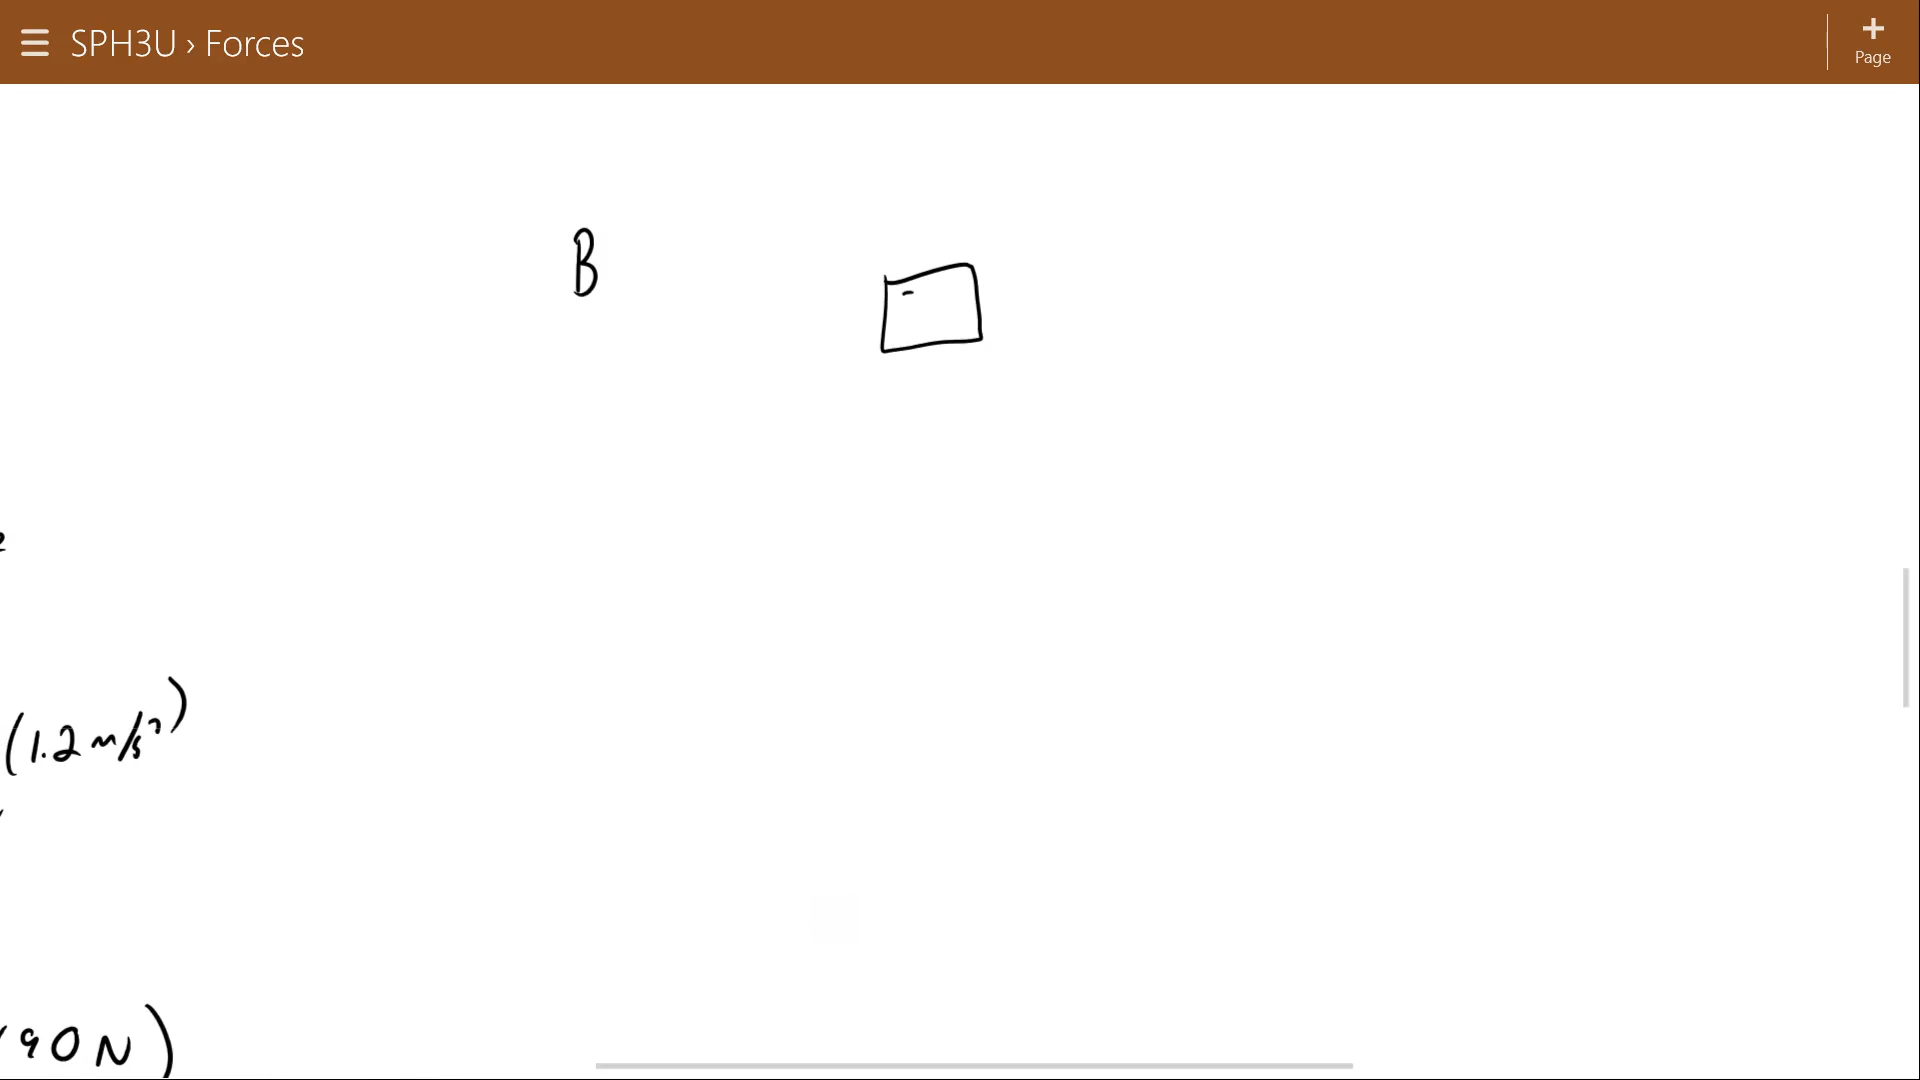 SPH3U › Forces
+
Page
B
(1.2 m/s²)
90 N)